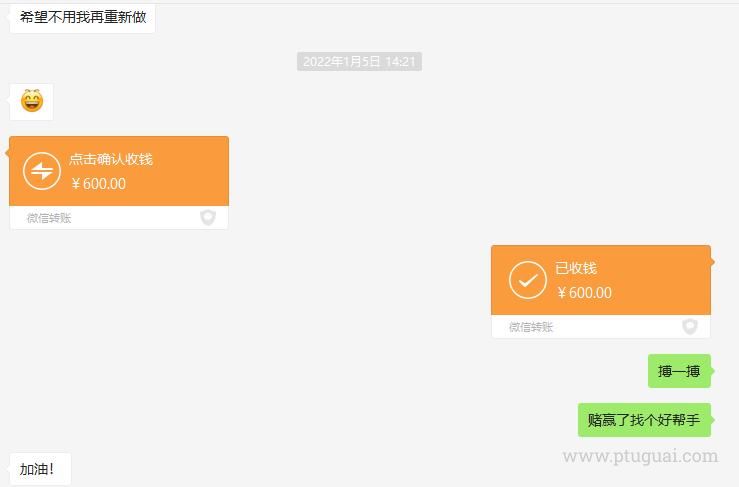 希望不用我再重新做
2022年1月5日 14:21
点击确认收钱
￥600.00
微信转账
已收钱
￥600.00
微信转账
搏一搏
赌赢了找个好帮手
www.ptuguai.com
加油！